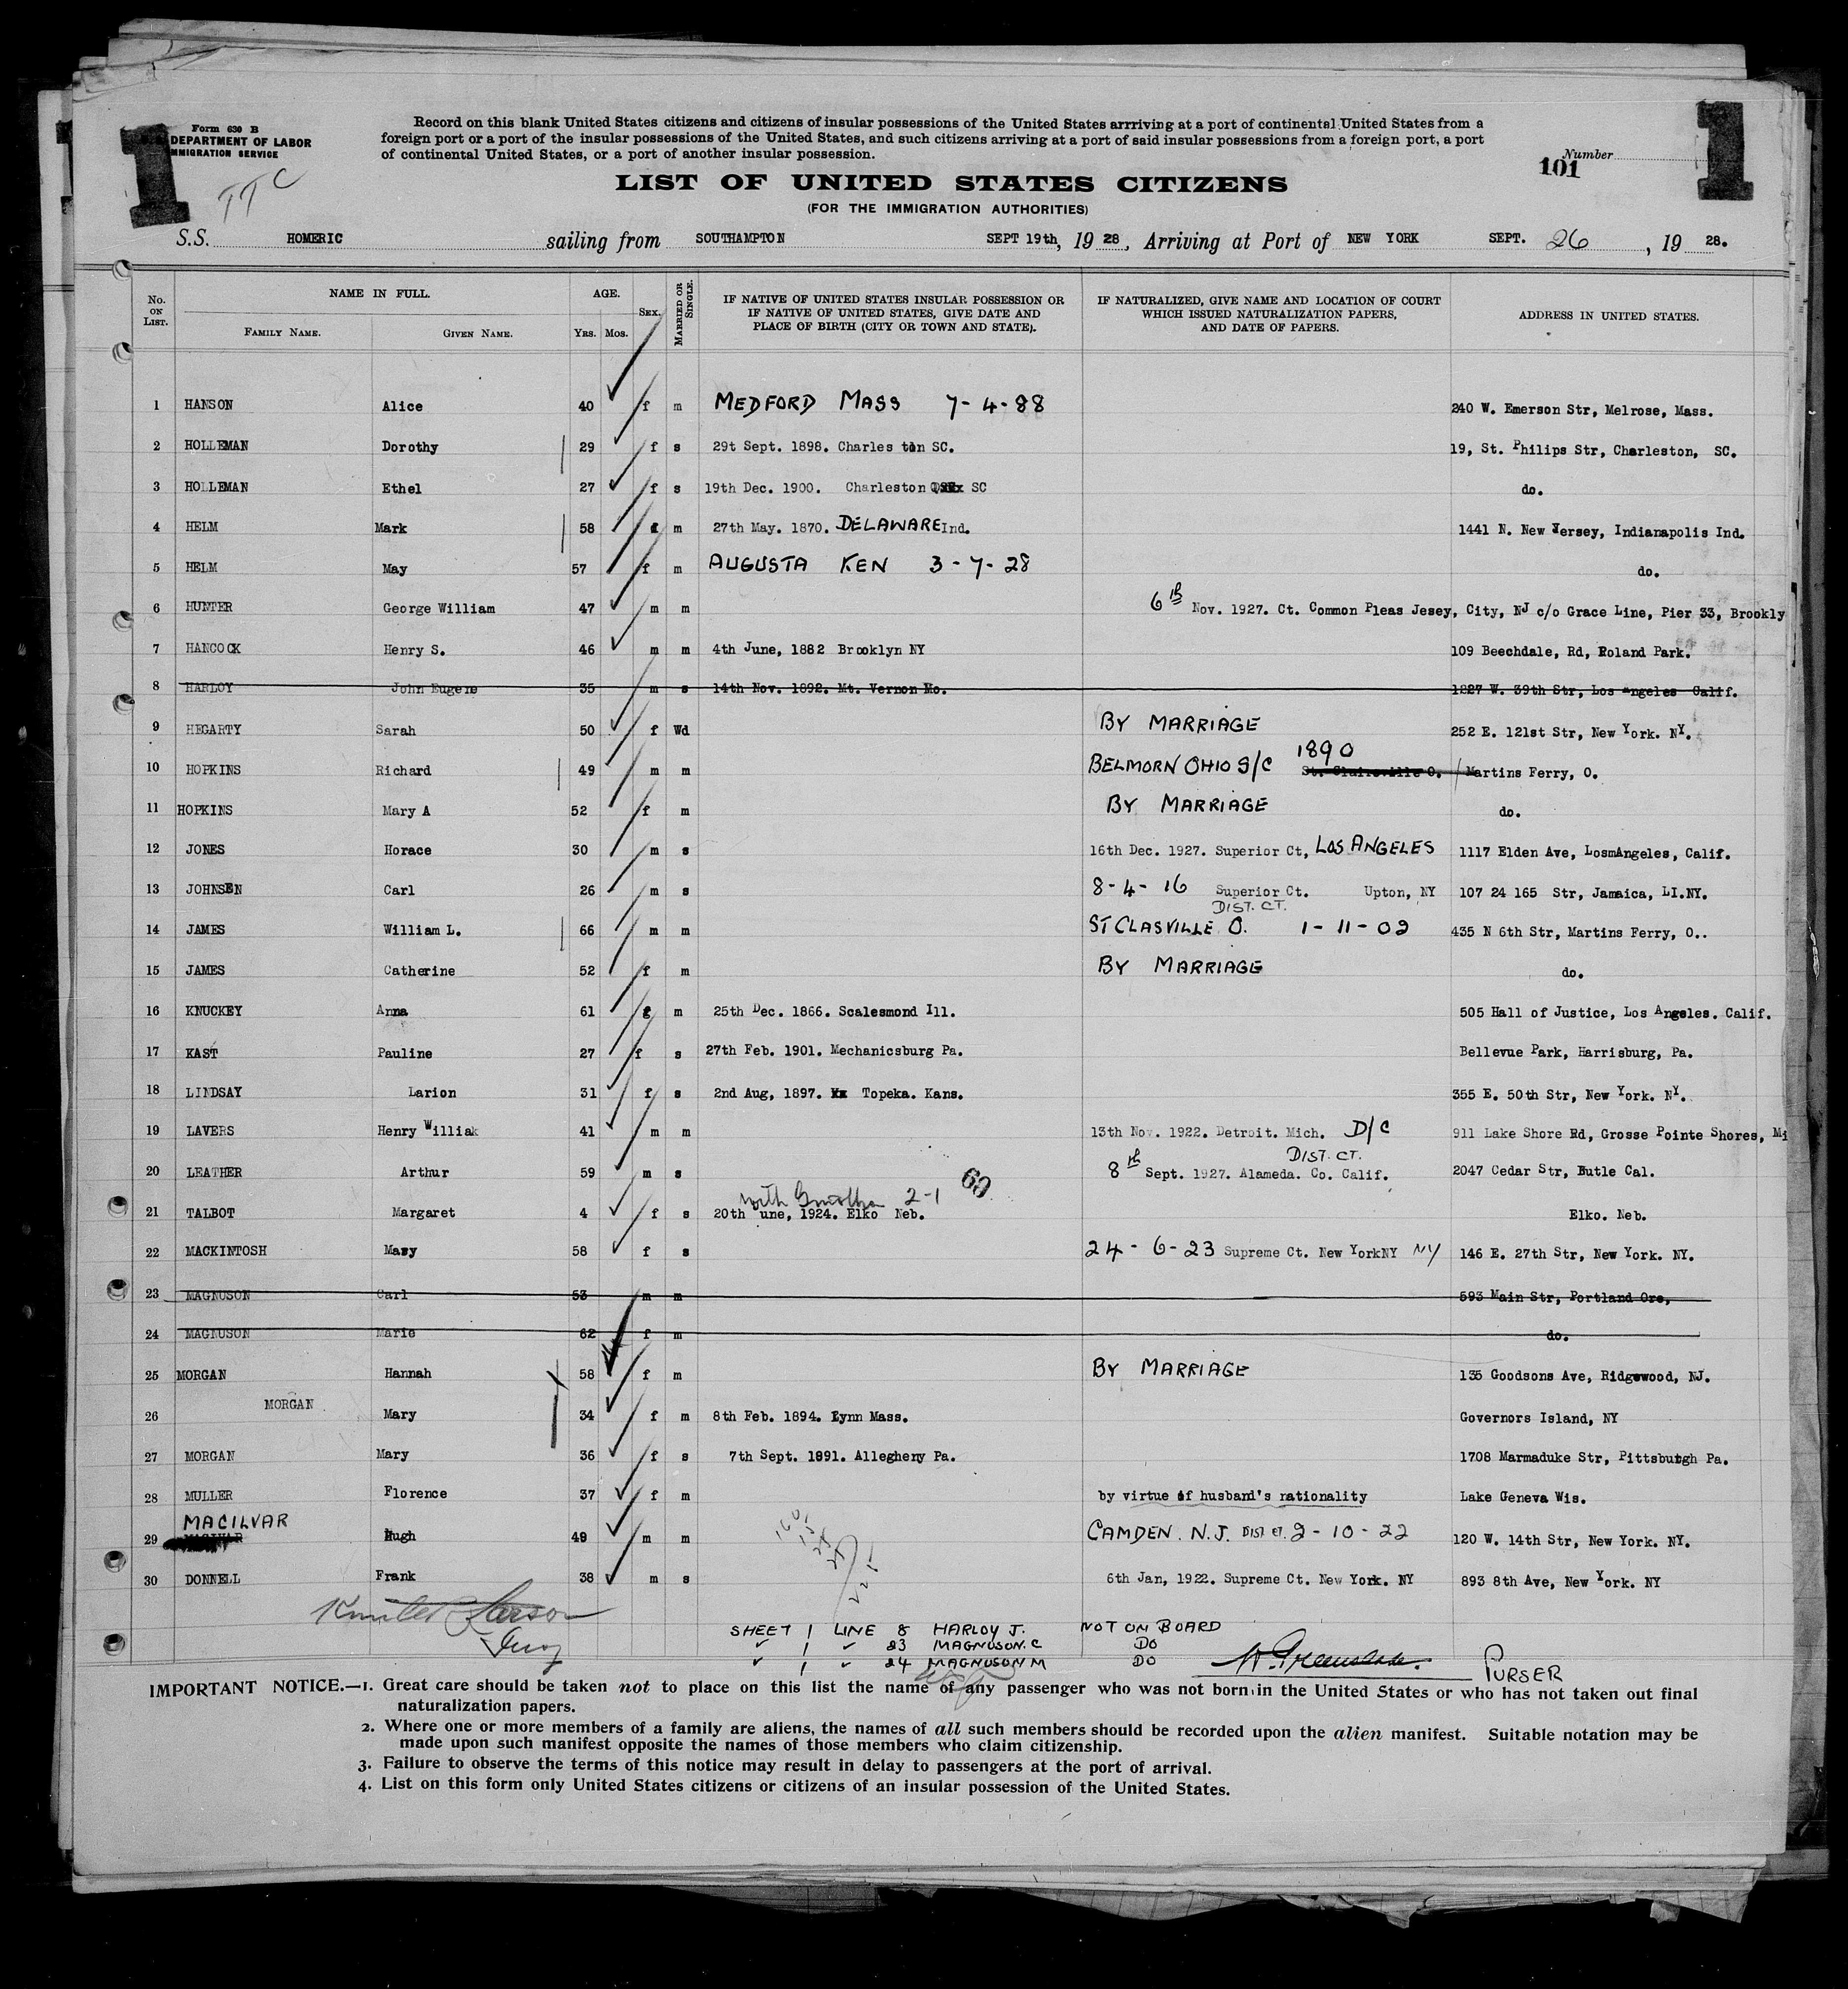 Form 630 B
DEPARTMENT OF LABOR
IMMIGRATION SERVICE
1
1
TTC
Record on this blank United States citizens and citizens of insular possessions of the United States arrriving at a port of continental United States from a
foreign port or a port of the insular possessions of the United States, and such citizens arriving at a port of said insular possessions from a foreign port, a port
of continental United States, or a port of another insular possession.
Number
101
LIST OF UNITED STATES CITIZENS
(FOR THE IMMIGRATION AUTHORITIES)
S.S. HOMERIC sailing from SOUTHAMPTON SEPT 19th, 19 28, Arriving at Port of NEW YORK SEPT. 26, 19 28.
No. ON LIST. NAME IN FULL. FAMILY NAME. GIVEN NAME. AGE. YRS. MOS. SEX. MARRIED OR SINGLE. IF NATIVE OF UNITED STATES INSULAR POSSESSION OR IF NATIVE OF UNITED STATES, GIVE DATE AND PLACE OF BIRTH (CITY OR TOWN AND STATE). IF NATURALIZED, GIVE NAME AND LOCATION OF COURT WHICH ISSUED NATURALIZATION PAPERS, AND DATE OF PAPERS. ADDRESS IN UNITED STATES.
1 HANSON Alice 40 f m MEDFORD MASS 7-4-88 240 W. Emerson Str, Melrose, Mass.
2 HOLLEMAN Dorothy 29 f s 29t Sept. 1898. Charleston SC. 19, St. Philips Str, Charleston, SC.
3 HOLLEMAN Ethel 27 f s 19th Dec. 1900. Charleston SC do.
4 HELM Mark 58 m 27th May. 1870. DELAWARE Ind. 1441 N. New Jersey, Indianapolis Ind.
5 HELM May 57 f m AUGUSTA KEN 3-7-28 do.
6 HUNTER George William 47 m m 6th Nov. 1927. Ct. Common Pleas Jesey, City, NJ c/o Grace Line, Pier 33, Brookly
7 HANCOCK Henry S. 46 m m 4th June, 1882 Brooklyn NY 109 Beechdale, Rd, Roland Park.
8 HARLOY John Eugene 35 m s 14th Nov. 1892. Mt. Vernon Mo. 1827 W. 39th Str, Los Angeles Calif.
9 HEGARTY Sarah 50 f Wd BY MARRIAGE 252 E. 121st Str, New York. NY.
10 HOPKINS Richard 49 m m BELMORN OHIO S/C 1890 St. Clairsville O. Martins Ferry, O.
11 HOPKINS Mary A 52 f m BY MARRIAGE do.
12 JONES Horace 30 m s 16th Dec. 1927. Superior Ct, LOS ANGELES 1117 Elden Ave, LosmAngeles, Calif.
13 JOHNSEN Carl 26 m s 8-4-16 Superior Ct. Upton, NY 107 24 165 Str, Jamaica, LI.NY.
DIST. CT.
14 JAMES William L. 66 m m ST CLASVILLE O. 1-11-02 435 N 6th Str, Martins Ferry, O..
15 JAMES Catherine 52 f m BY MARRIAGE do.
16 KNUCKEY Anna 61 m 25th Dec. 1866. Scalesmond Ill. 505 Hall of Justice, Los Angeles. Calif.
17 KAST Pauline 27 f s 27th Feb. 1901. Mechanicsburg Pa. Bellevue Park, Harrisburg, Pa.
18 LINDSAY Larion 31 f s 2nd Aug, 1897. Topeka. Kans. 355 E. 50th Str, New York. NY.
19 LAVERS Henry William 41 m m 13th Nov. 1922. Detroit. Mich. D/C 911 Lake Shore Rd, Grosse Pointe Shores, Mi
DIST. CT.
20 LEATHER Arthur 59 m s 8th Sept. 1927. Alameda. Co. Calif. 2047 Cedar Str, Butle Cal.
with 2-1 69
21 TALBOT Margaret 4 f s 20th une, 1924. Elko Neb. Elko. Neb.
22 MACKINTOSH Mary 58 f s 24-6-23 Supreme Ct. New YorkNY NY 146 E. 27th Str, New York. NY.
23 MAGNUSON Carl 53 m m 593 Main Str, Portland Ore,
24 MAGNUSON Marie 62 f m do.
25 MORGAN Hannah 58 f m BY MARRIAGE 135 Goodsons Ave, Ridgewood, NJ.
26 MORGAN Mary 34 f m 8th Feb. 1894. Lynn Mass. Governors Island, NY
27 MORGAN Mary 36 f s 7th Sept. 1891. Allegheny Pa. 1708 Marmaduke Str, Pittsburgh Pa.
28 MULLER Florence 37 f m by virtue of husband's nationality Lake Geneva Wis.
29 MACILVAR Hugh 49 m m CAMDEN. N.J. DIST CT. 2-10-22 120 W. 14th Str, New York. NY.
30 DONNELL Frank 38 m s 6th Jan, 1922. Supreme Ct. New York. NY 893 8th Ave, New York. NY
Larson
SHEET 1 LINE 8 HARLOY J. NOT ON BOARD
✓ 1 ✓ 23 MAGNUSON. C DO
✓ 1 ✓ 24 MAGNUSON M DO
PURSER
IMPORTANT NOTICE.—1. Great care should be taken not to place on this list the name of any passenger who was not born in the United States or who has not taken out final
naturalization papers.
2. Where one or more members of a family are aliens, the names of all such members should be recorded upon the alien manifest. Suitable notation may be
made upon such manifest opposite the names of those members who claim citizenship.
3. Failure to observe the terms of this notice may result in delay to passengers at the port of arrival.
4. List on this form only United States citizens or citizens of an insular possession of the United States.